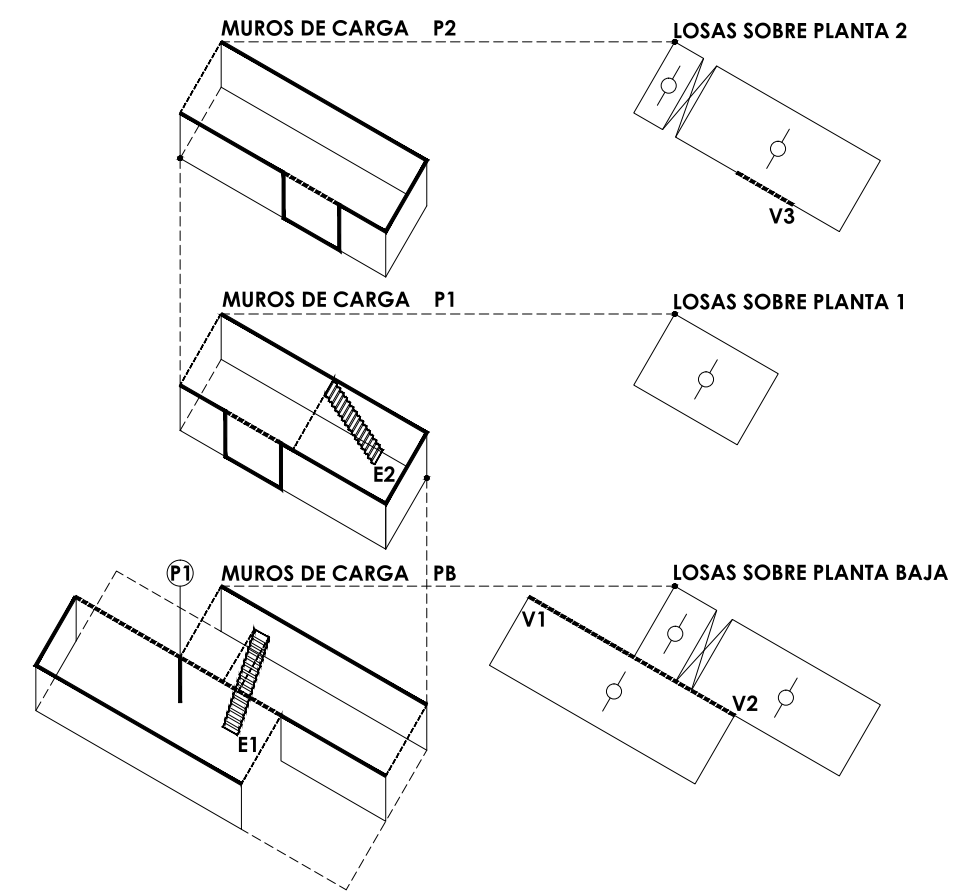 MUROS DE CARGA P2
LOSAS SOBRE PLANTA 2
V3
MUROS DE CARGA P1
LOSAS SOBRE PLANTA 1
E2
P1
MUROS DE CARGA PB
LOSAS SOBRE PLANTA BAJA
V1
V2
E1